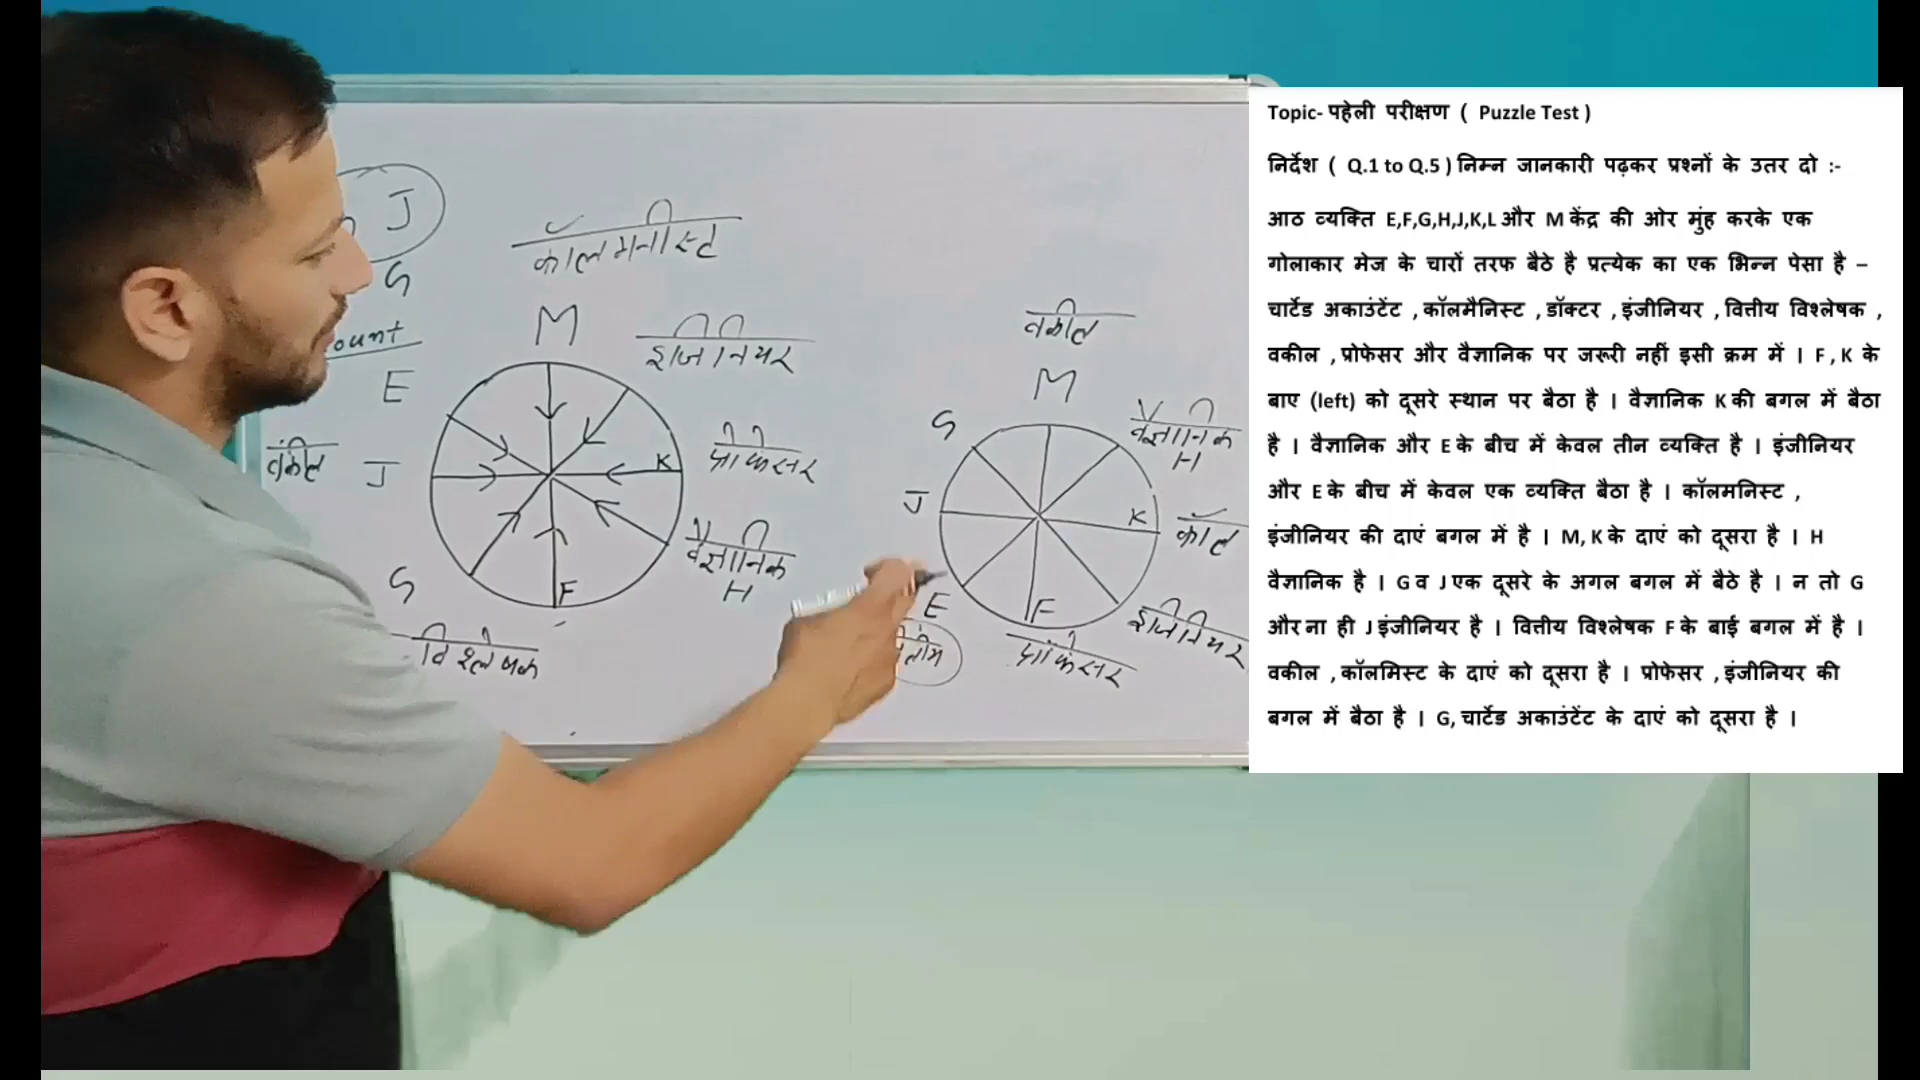 Topic- पहेली परीक्षण ( Puzzle Test )
निर्देश ( Q.1 to Q.5 ) निम्न जानकारी पढ़कर प्रश्नों के उतर दो :-
आठ व्यक्ति E,F,G,H,J,K,L और M केंद्र की ओर मुंह करके एक
गोलाकार मेज के चारों तरफ बैठे है प्रत्येक का एक भिन्न पेसा है –
चार्टेड अकाउंटेंट , कॉलमैनिस्ट , डॉक्टर , इंजीनियर , वित्तीय विश्लेषक ,
वकील , प्रोफेसर और वैज्ञानिक पर जरूरी नहीं इसी क्रम में । F , K के
बाए (left) को दूसरे स्थान पर बैठा है । वैज्ञानिक K की बगल में बैठा
है । वैज्ञानिक और E के बीच में केवल तीन व्यक्ति है । इंजीनियर
और E के बीच में केवल एक व्यक्ति बैठा है । कॉलमनिस्ट ,
इंजीनियर की दाएं बगल में है । M, K के दाएं को दूसरा है । H
वैज्ञानिक है । G व J एक दूसरे के अगल बगल में बैठे है । न तो G
और ना ही J इंजीनियर है । वित्तीय विश्लेषक F के बाई बगल में है ।
वकील , कॉलमिस्ट के दाएं को दूसरा है । प्रोफेसर , इंजीनियर की
बगल में बैठा है । G, चार्टेड अकाउंटेंट के दाएं को दूसरा है ।
J
G
ount
E
वकील
J
G
विश्लेषक
कॉलमनीस्ट
M
इंजिनियर
K
प्रोफेसर
वैज्ञानिक
H
F
वकील
M
G
वैज्ञानिक
H
J
K
कॉल
E
F
इंजिनियर
प्रोफेसर